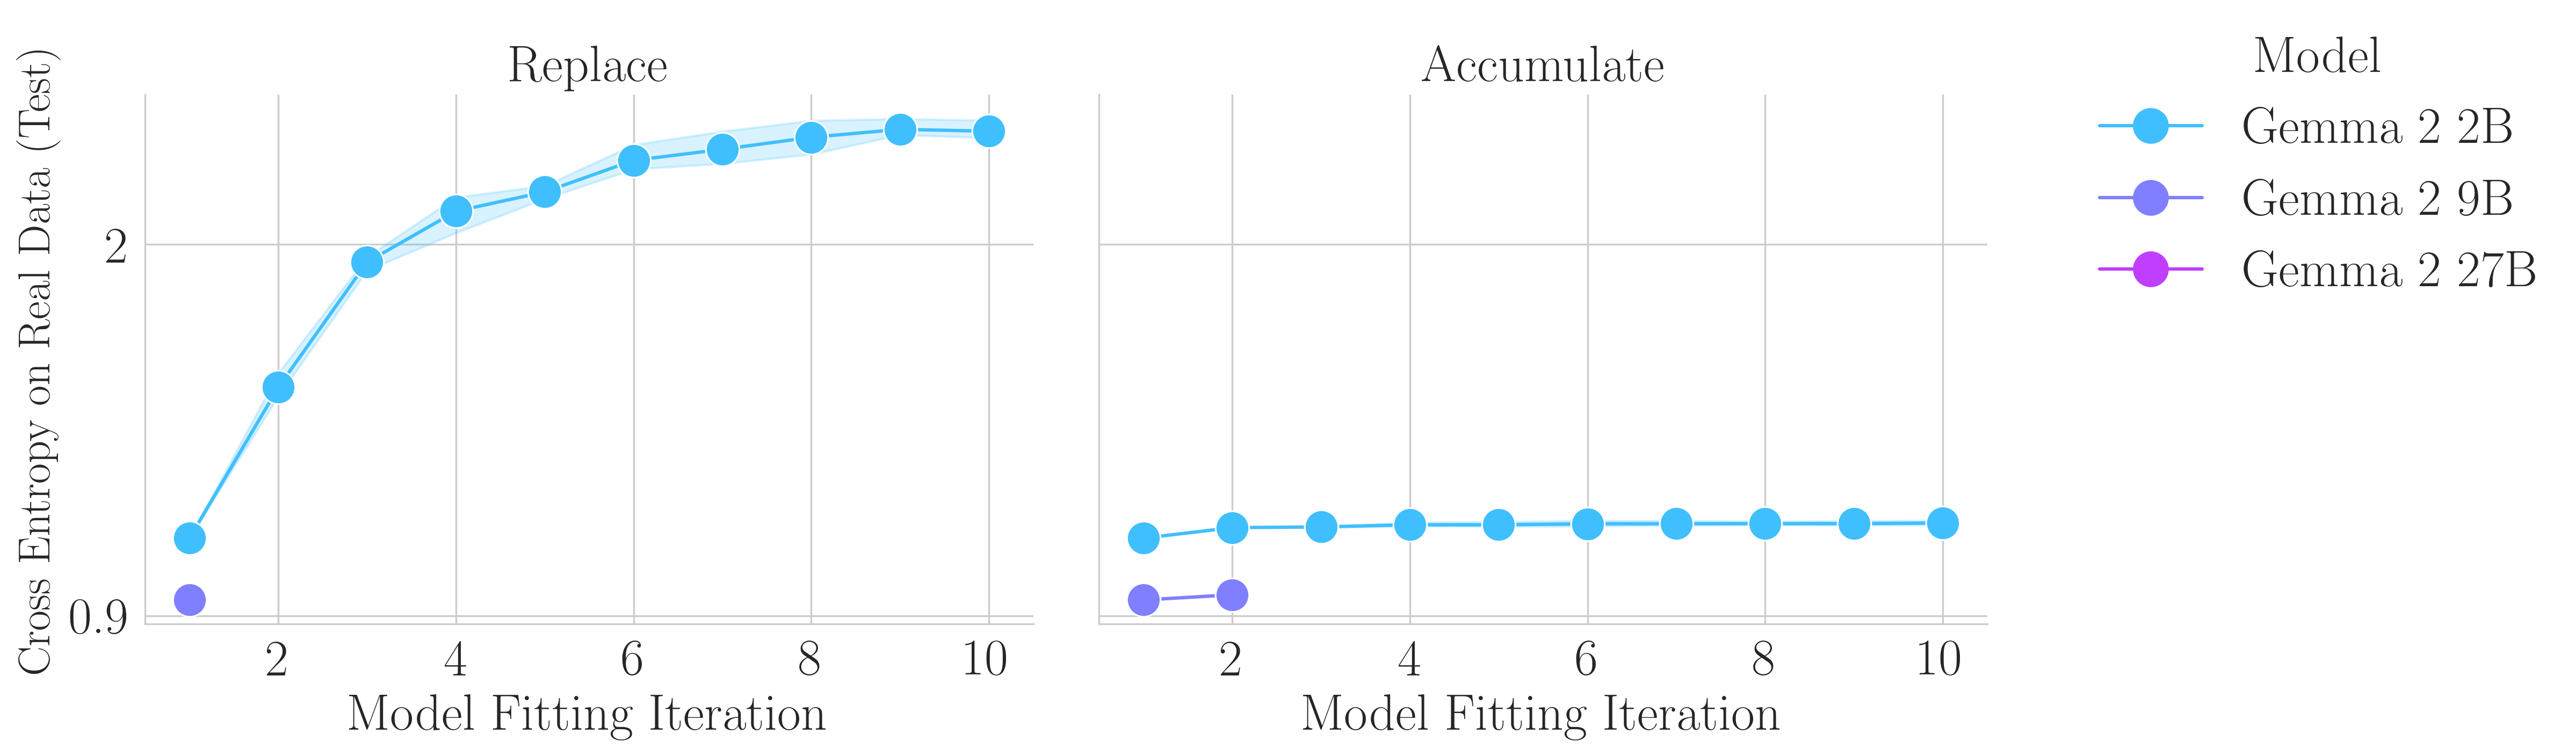 Cross Entropy on Real Data (Test)
Replace
2
0.9
2 4 6 8 10
Model Fitting Iteration
Accumulate
2 4 6 8 10
Model Fitting Iteration
Model
Gemma 2 2B
Gemma 2 9B
Gemma 2 27B